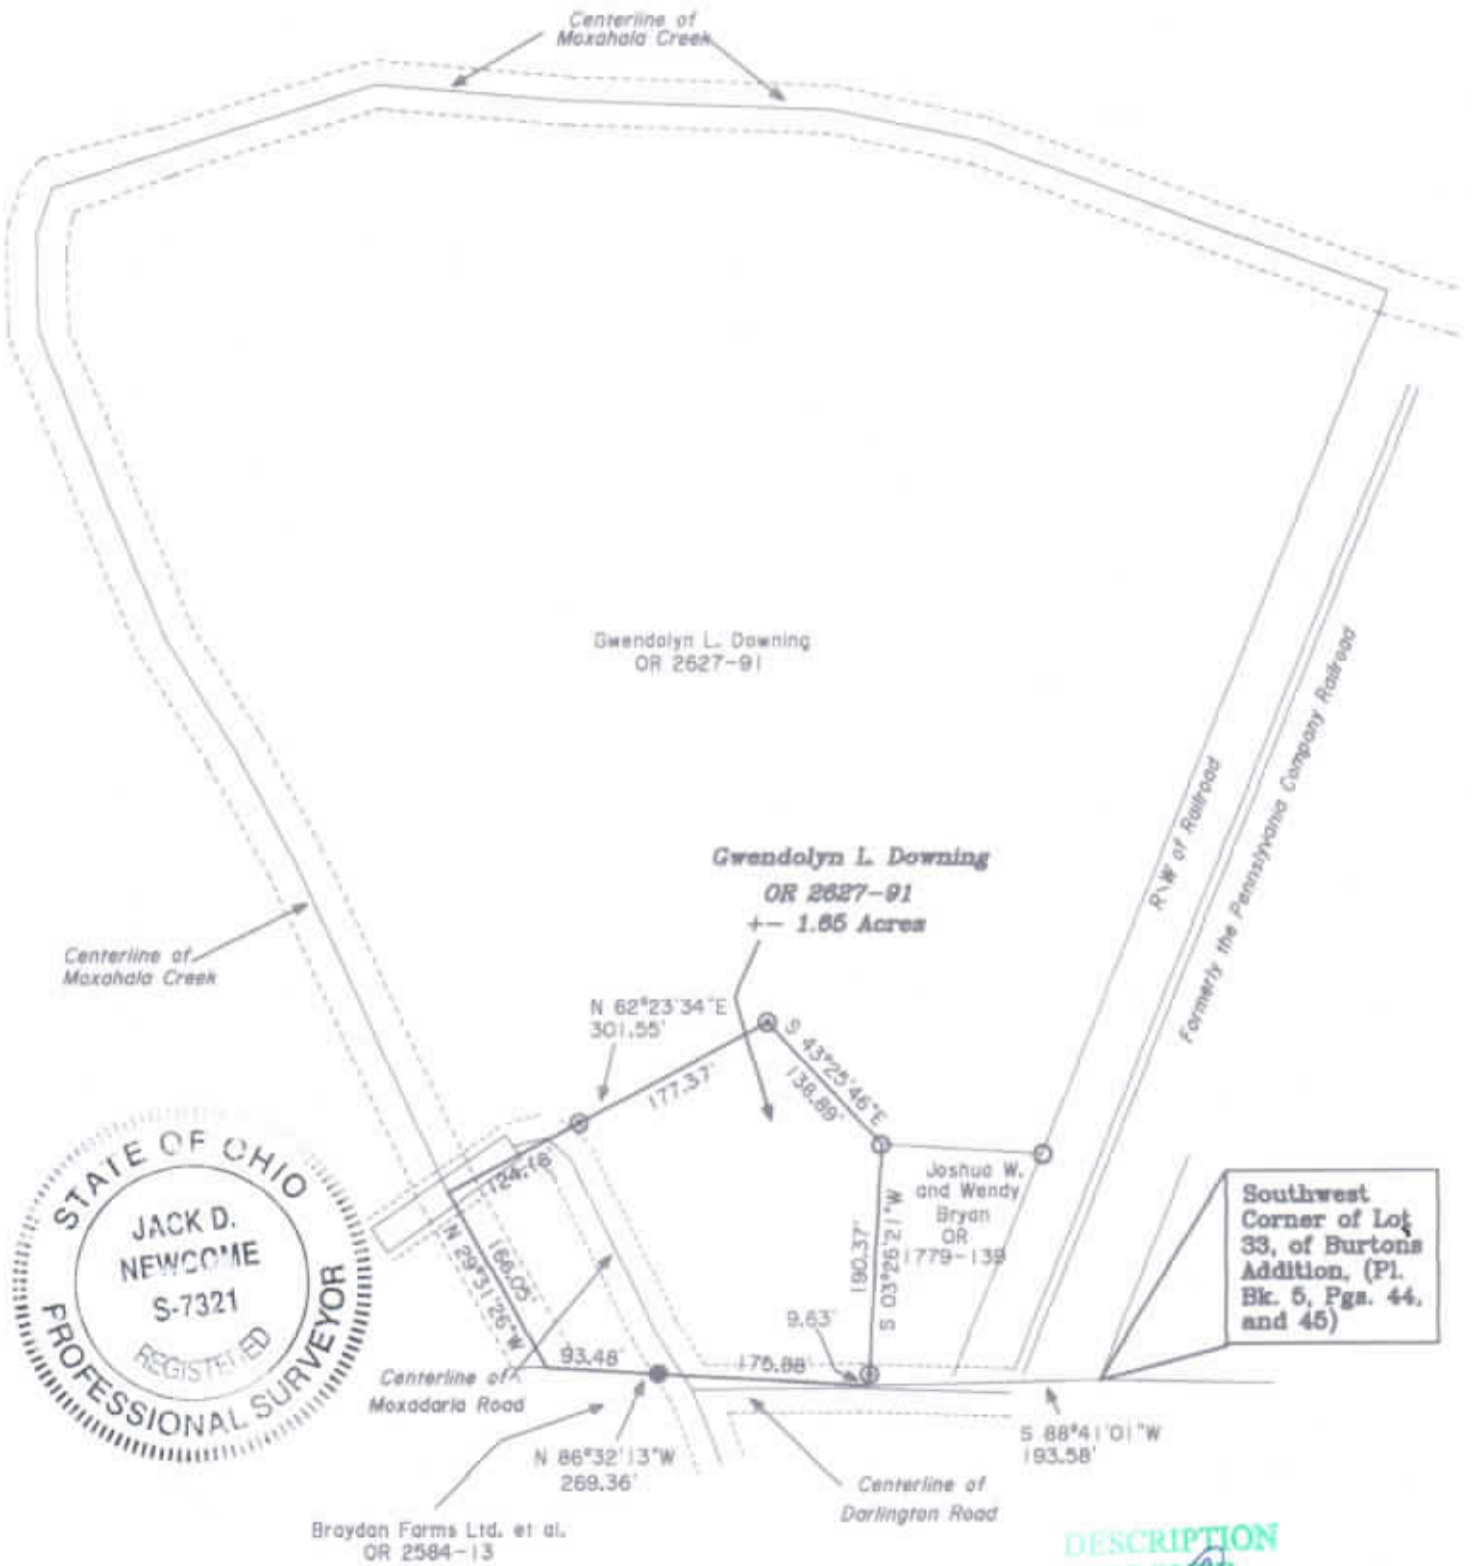 Centerline of
Moxahala Creek
Gwendolyn L. Downing
OR 2627-91
Formerly the Pennslyvania Company Railroad
R\W of Railroad
Gwendolyn L. Downing
OR 2627-91
+- 1.65 Acres
Centerline of
Moxahala Creek
N 62°23'34"E
301.55'
177.37'
S 43°25'46"E
138.89'
124.18'
N 29°31'26"W
166.05'
Joshua W.
and Wendy
Bryan
OR
1779-139
190.37'
S 03°26'21"W
Southwest
Corner of Lot
33, of Burtons
Addition, (Pl.
Bk. 5, Pgs. 44,
and 45)
STATE OF OHIO
JACK D.
NEWCOME
S-7321
REGISTERED
PROFESSIONAL SURVEYOR
9.63'
93.48'
175.88'
Centerline of
Moxadarla Road
N 86°32'13"W
269.36'
S 88°41'01"W
193.58'
Centerline of
Darlington Road
Braydan Farms Ltd. et al.
OR 2584-13
DESCRIPTION